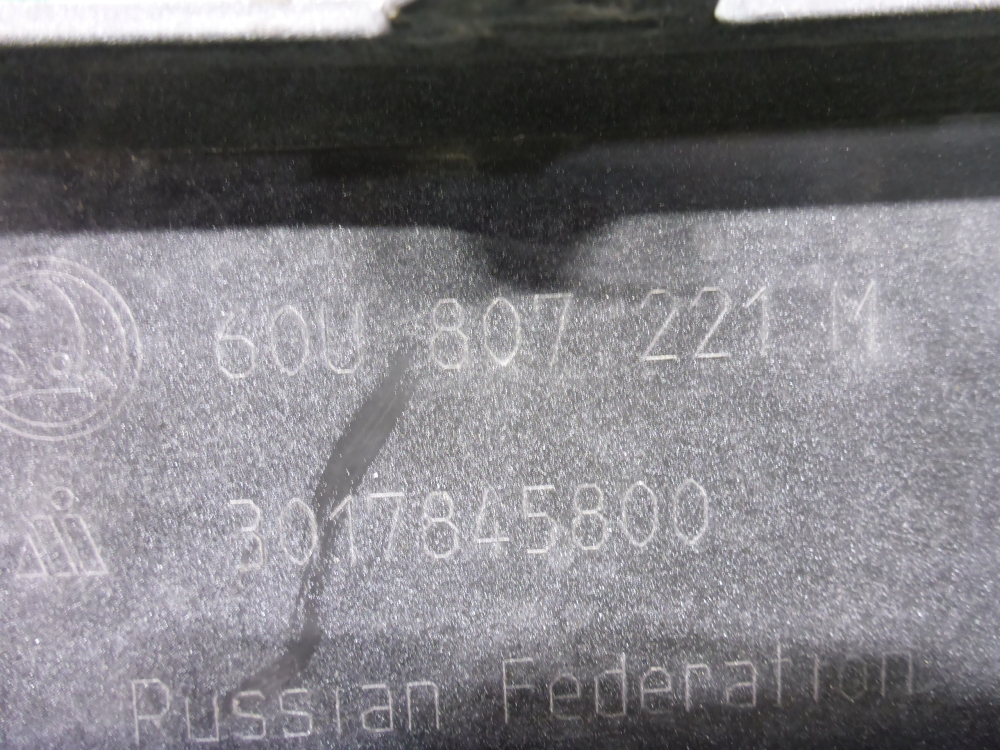 60U 807 221 M
3017845800
Russian Federation